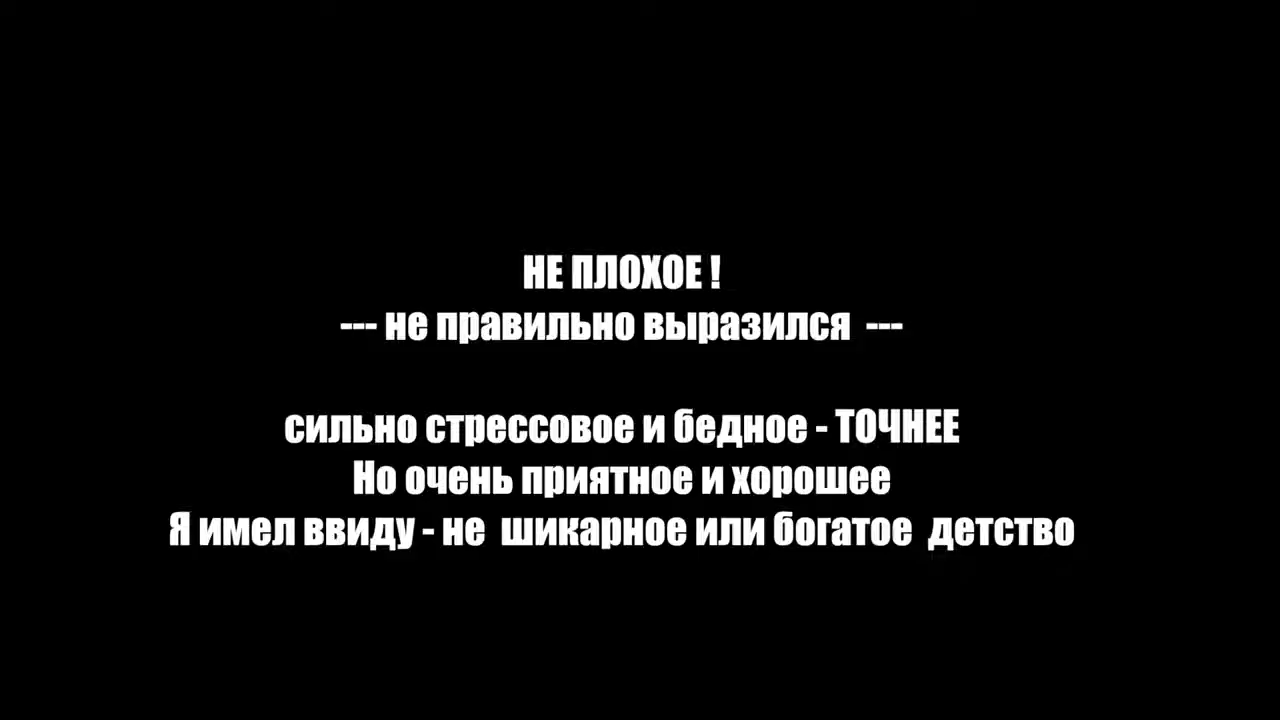 НЕ ПЛОХОЕ !
--- не правильно выразился ---
сильно стрессовое и бедное - ТОЧНЕЕ
Но очень приятное и хорошее
Я имел ввиду - не шикарное или богатое детство